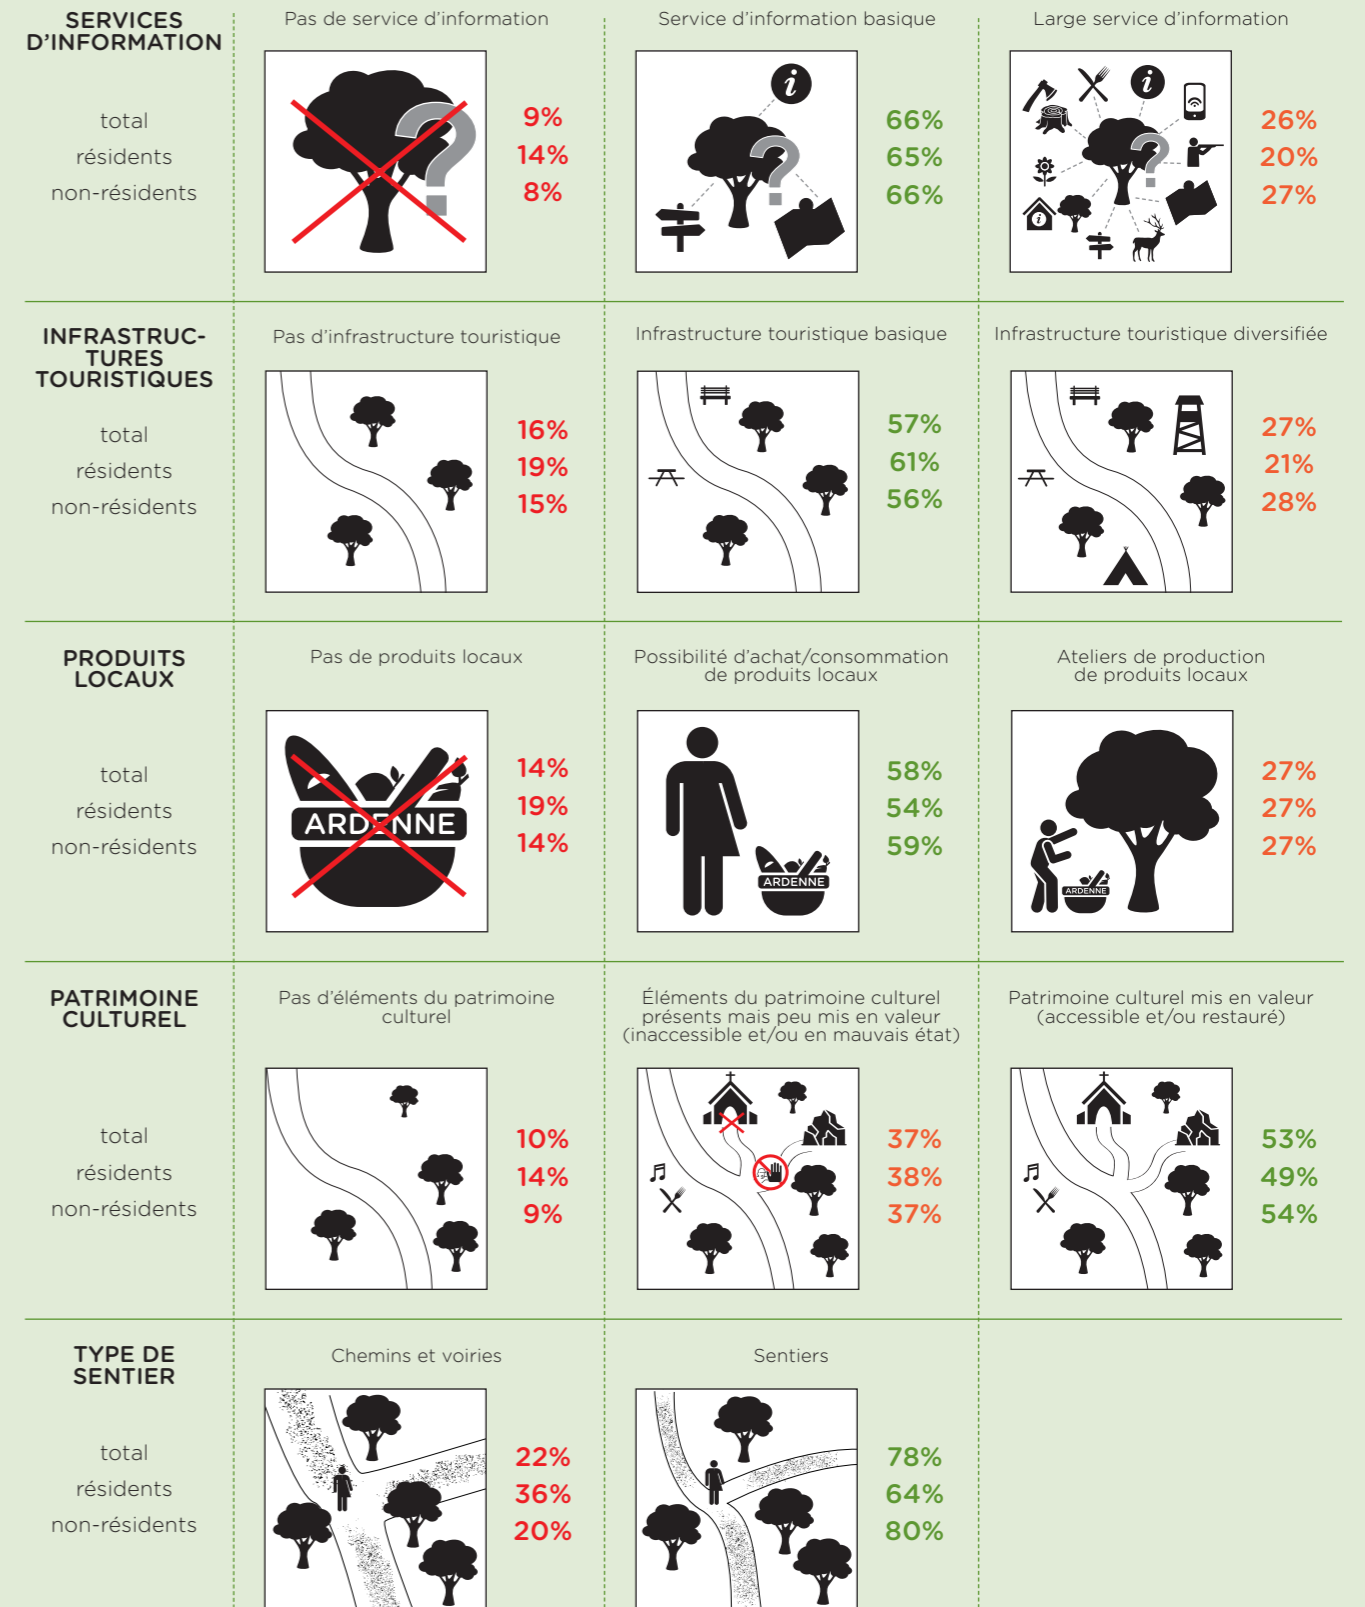 SERVICES
D'INFORMATION
Pas de service d'information
Service d'information basique
Large service d'information
total
résidents
non-résidents
9%
14%
8%
66%
65%
66%
26%
20%
27%
INFRASTRUC-
TURES
TOURISTIQUES
Pas d'infrastructure touristique
Infrastructure touristique basique
Infrastructure touristique diversifiée
total
résidents
non-résidents
16%
19%
15%
57%
61%
56%
27%
21%
28%
PRODUITS
LOCAUX
Pas de produits locaux
Possibilité d'achat/consommation
de produits locaux
Ateliers de production
de produits locaux
total
résidents
non-résidents
ARDENNE
14%
19%
14%
ARDENNE
58%
54%
59%
ARDENNE
27%
27%
27%
PATRIMOINE
CULTUREL
Pas d'éléments du patrimoine
culturel
Éléments du patrimoine culturel
présents mais peu mis en valeur
(inaccessible et/ou en mauvais état)
Patrimoine culturel mis en valeur
(accessible et/ou restauré)
total
résidents
non-résidents
10%
14%
9%
37%
38%
37%
53%
49%
54%
TYPE DE
SENTIER
Chemins et voiries
Sentiers
total
résidents
non-résidents
22%
36%
20%
78%
64%
80%